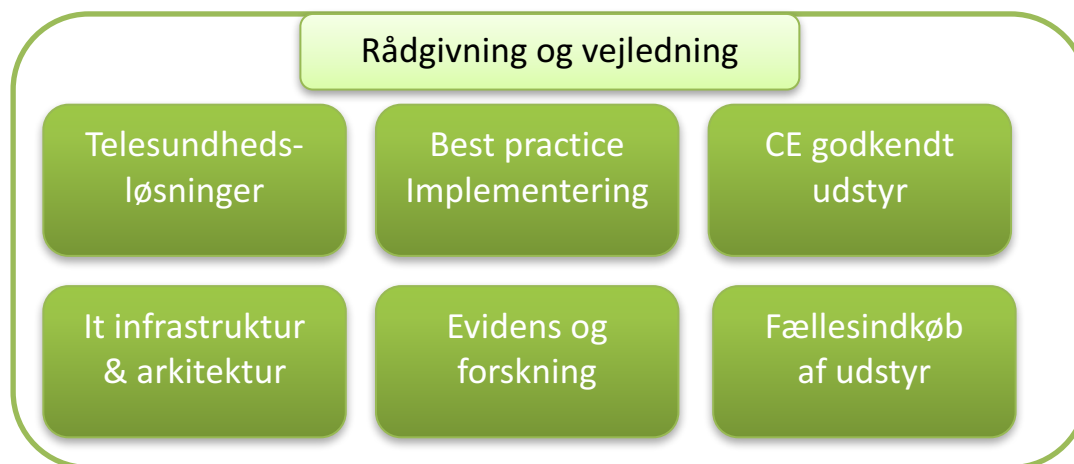 Rådgivning og vejledning
Telesundheds-
løsninger
Best practice
Implementering
CE godkendt
udstyr
It infrastruktur
& arkitektur
Evidens og
forskning
Fællesindkøb
af udstyr